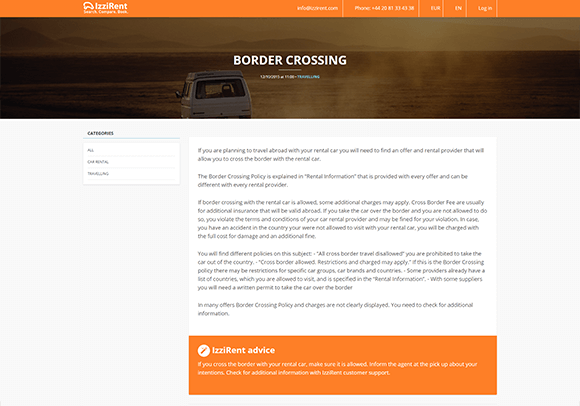 IzziRent
Search. Compare. Book.
info@izzirent.com
Phone: +44 20 81 33 43 38
EUR
EN
Log in
BORDER CROSSING
12/10/2015 at 11:00 • TRAVELLING
CATEGORIES
ALL
CAR RENTAL
TRAVELLING
If you are planning to travel abroad with your rental car you will need to find an offer and rental provider that will
allow you to cross the border with the rental car.
The Border Crossing Policy is explained in "Rental Information" that is provided with every offer and can be
different with every rental provider.
If border crossing with the rental car is allowed, some additional charges may apply. Cross Border Fee are usually
for additional insurance that will be valid abroad. If you take the car over the border and you are not allowed to do
so, you violate the terms and conditions of your car rental provider and may be fined for your violation. In case,
you have an accident in the country your were not allowed to visit with your rental car, you will be charged with
the full cost for damage and an additional fine.
You will find different policies on this subject: - "All cross border travel disallowed" you are prohibited to take the
car out of the country. - "Cross border allowed. Restrictions and charged may apply." If this is the Border Crossing
policy there may be restrictions for specific car groups, car brands and countries. - Some providers already have a
list of countries, which you are allowed to visit, and is specified in the "Rental Information". - With some suppliers
you will need a written permit to take the car over the border
In many offers Border Crossing Policy and charges are not clearly displayed. You need to check for additional
information.
IzziRent advice
If you cross the border with your rental car, make sure it is allowed. Inform the agent at the pick up about your
intentions. Check for additional information with IzziRent customer support.